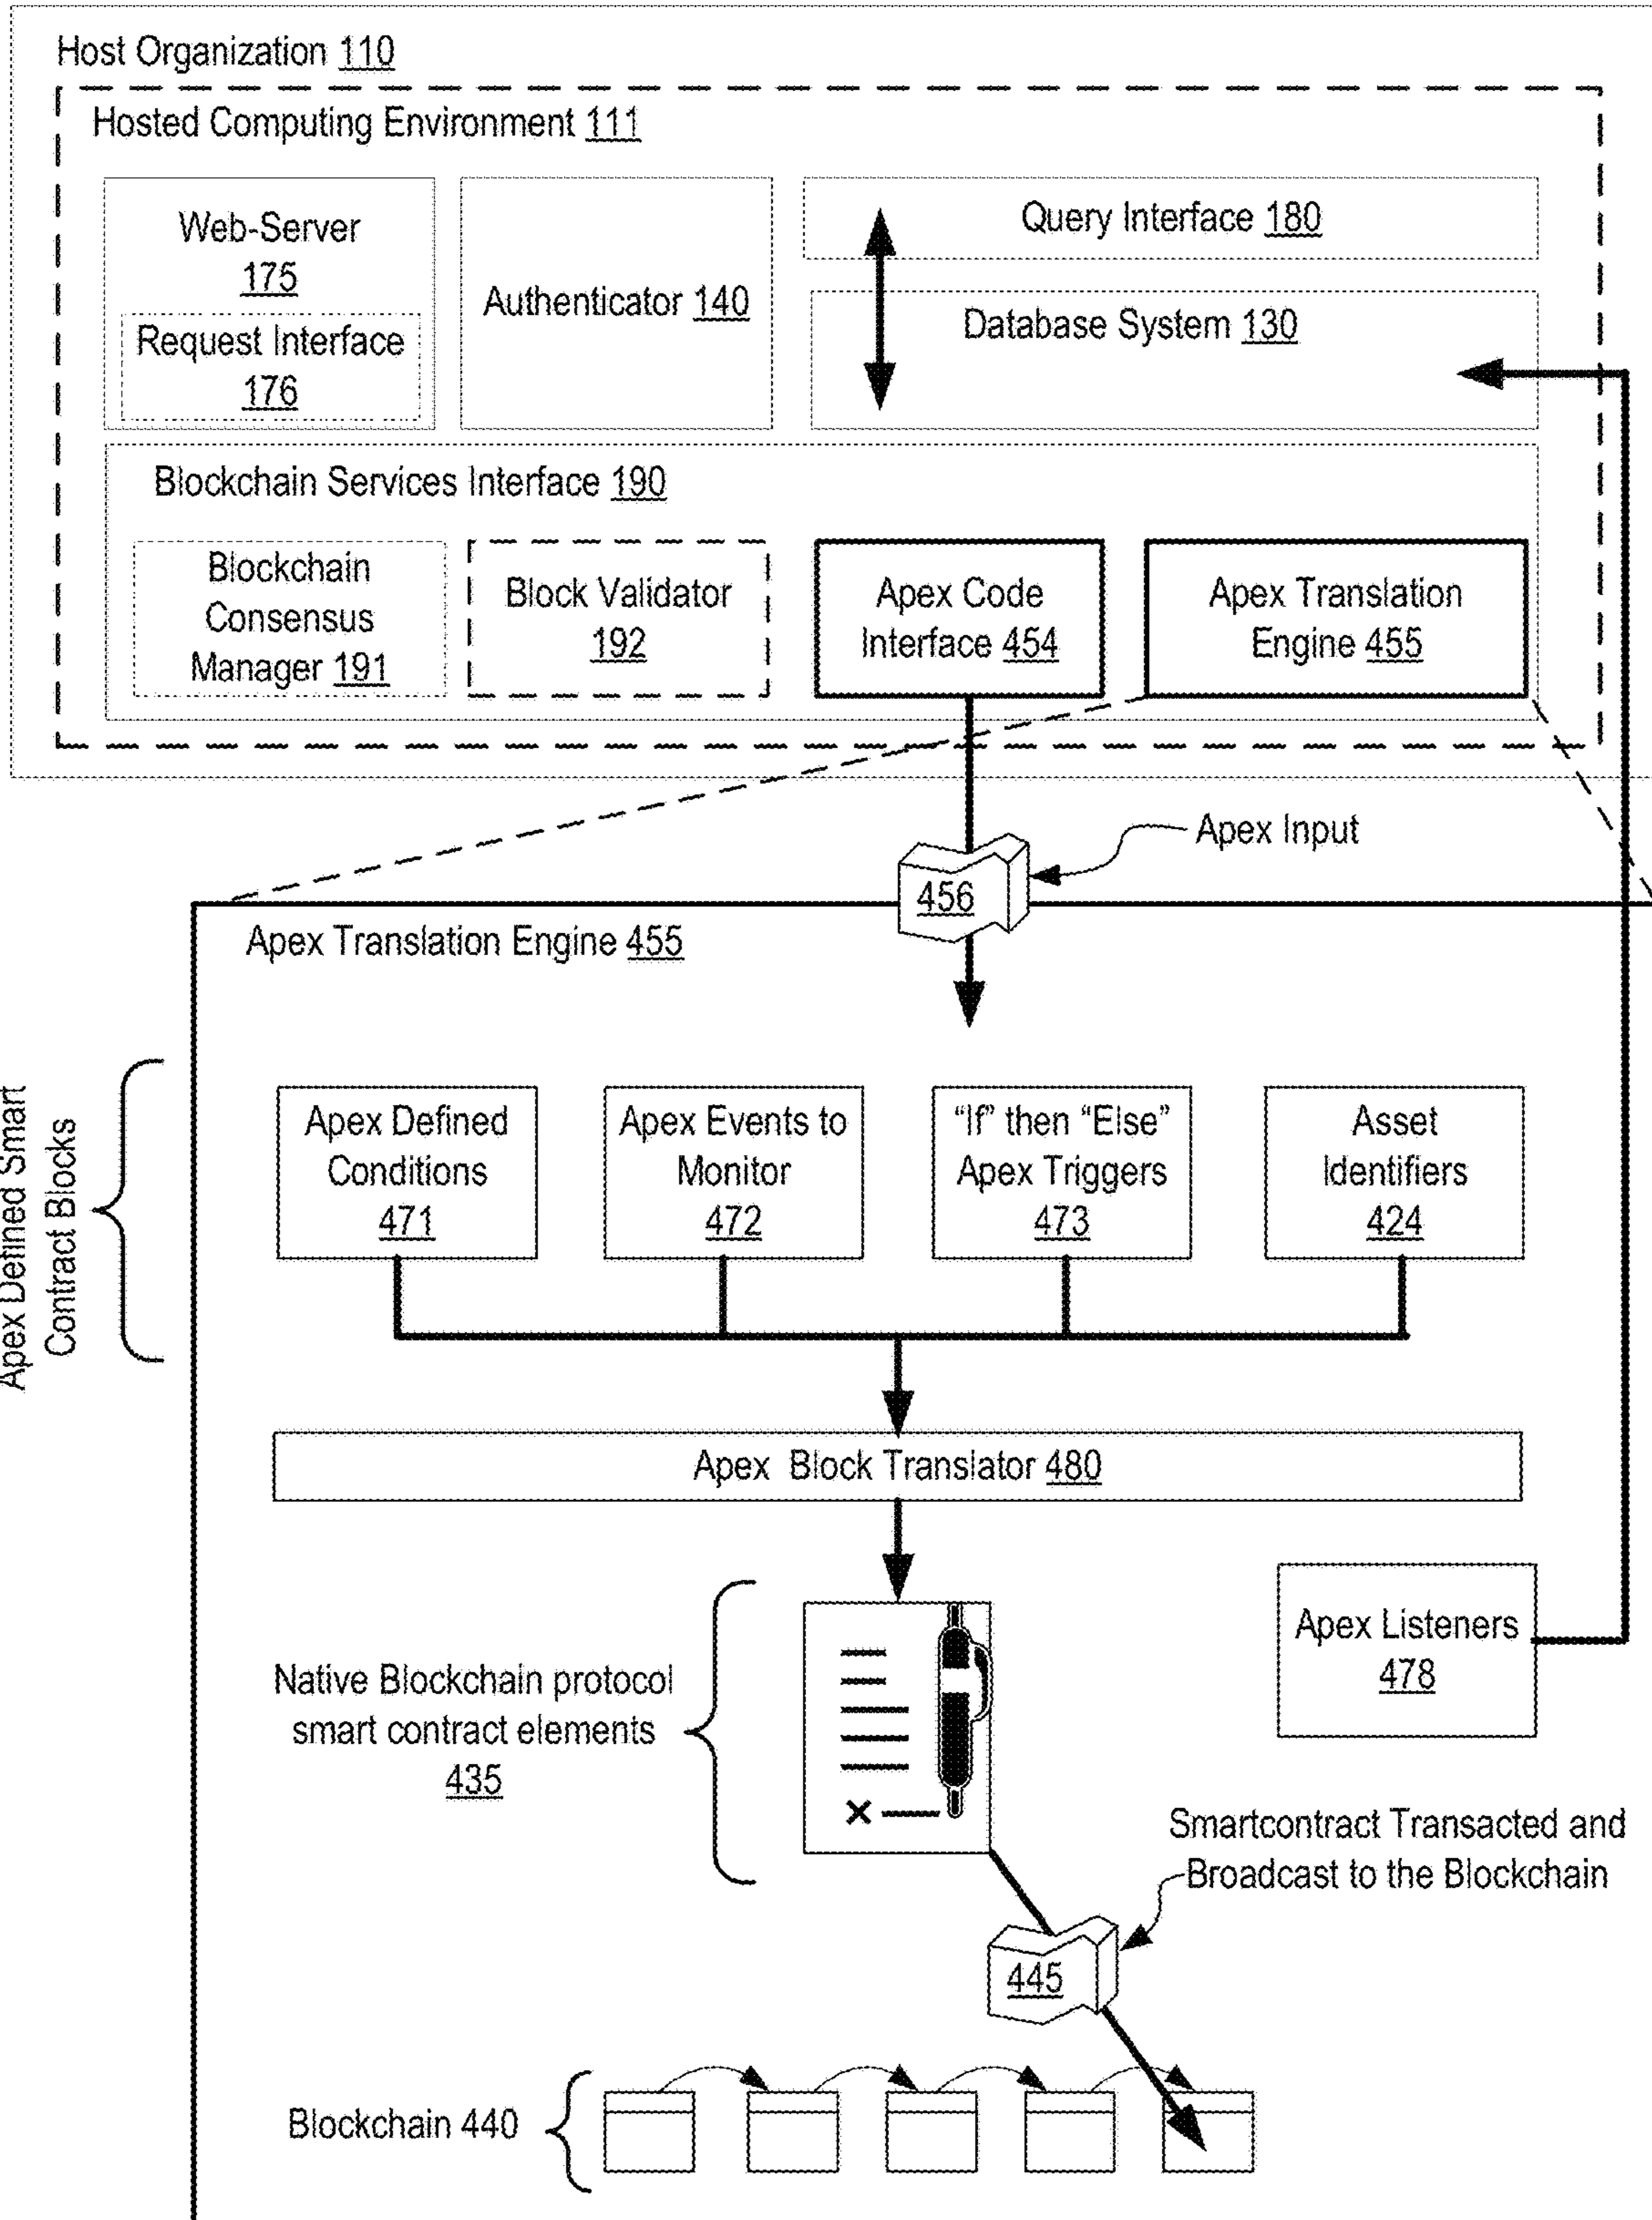 Host Organization 110
Hosted Computing Environment 111
Web-Server
175
Request Interface
176
Authenticator 140
Query Interface 180
Database System 130
Blockchain Services Interface 190
Blockchain
Consensus
Manager 191
Block Validator
192
Apex Code
Interface 454
Apex Translation
Engine 455
Apex Input
456
Apex Translation Engine 455
Apex Defined Smart
Contract Blocks
Apex Defined
Conditions
471
Apex Events to
Monitor
472
“If” then “Else”
Apex Triggers
473
Asset
Identifiers
424
Apex Block Translator 480
Native Blockchain protocol
smart contract elements
435
Apex Listeners
478
Smartcontract Transacted and
Broadcast to the Blockchain
445
Blockchain 440